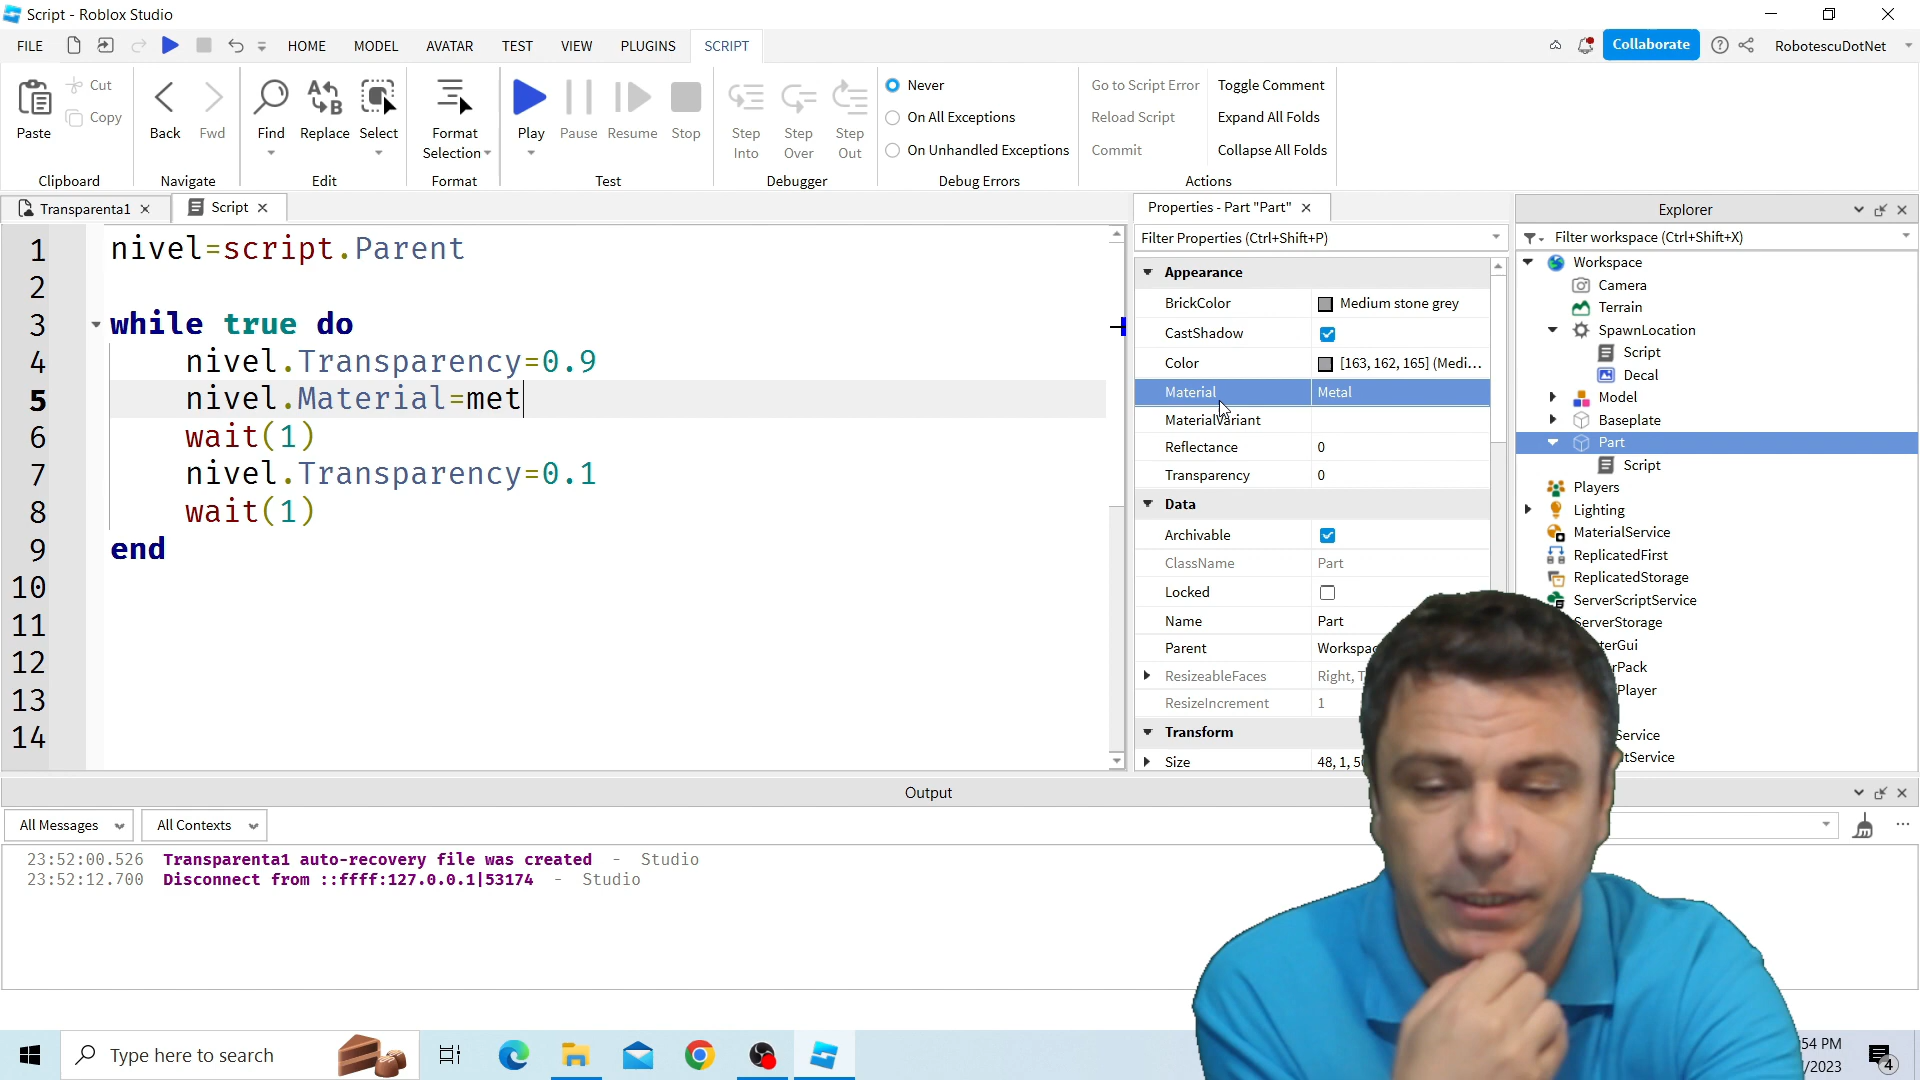 Script - Roblox Studio
FILE HOME MODEL AVATAR TEST VIEW PLUGINS SCRIPT Collaborate RobotescuDotNet
Paste Cut Copy
Clipboard
Back Fwd
Navigate
Find Replace Select
Edit
Format Selection
Format
Play Pause Resume Stop
Test
Step Into Step Over Step Out
Debugger
Never
On All Exceptions
On Unhandled Exceptions
Debug Errors
Go to Script Error Toggle Comment
Reload Script Expand All Folds
Commit Collapse All Folds
Actions
Transparenta1 Script
1 nivel=script.Parent
2
3 while true do
4 nivel.Transparency=0.9
5 nivel.Material=met
6 wait(1)
7 nivel.Transparency=0.1
8 wait(1)
9 end
10
11
12
13
14
Properties - Part "Part"
Filter Properties (Ctrl+Shift+P)
Appearance
BrickColor Medium stone grey
CastShadow
Color [163, 162, 165] (Medi...
Material Metal
MaterialVariant
Reflectance 0
Transparency 0
Data
Archivable
ClassName Part
Locked
Name Part
Parent
ResizeableFaces Right,
ResizeIncrement 1
Transform
Size 48, 1,
Explorer
Filter workspace (Ctrl+Shift+X)
Workspace
Camera
Terrain
SpawnLocation
Script
Decal
Model
Baseplate
Part
Script
Players
Lighting
MaterialService
ReplicatedFirst
ReplicatedStorage
ServerScriptService
ServerStorage
Output
All Messages All Contexts
23:52:00.526 Transparenta1 auto-recovery file was created - Studio
23:52:12.700 Disconnect from ::ffff:127.0.0.1|53174 - Studio
Type here to search
54 PM
/2023
4